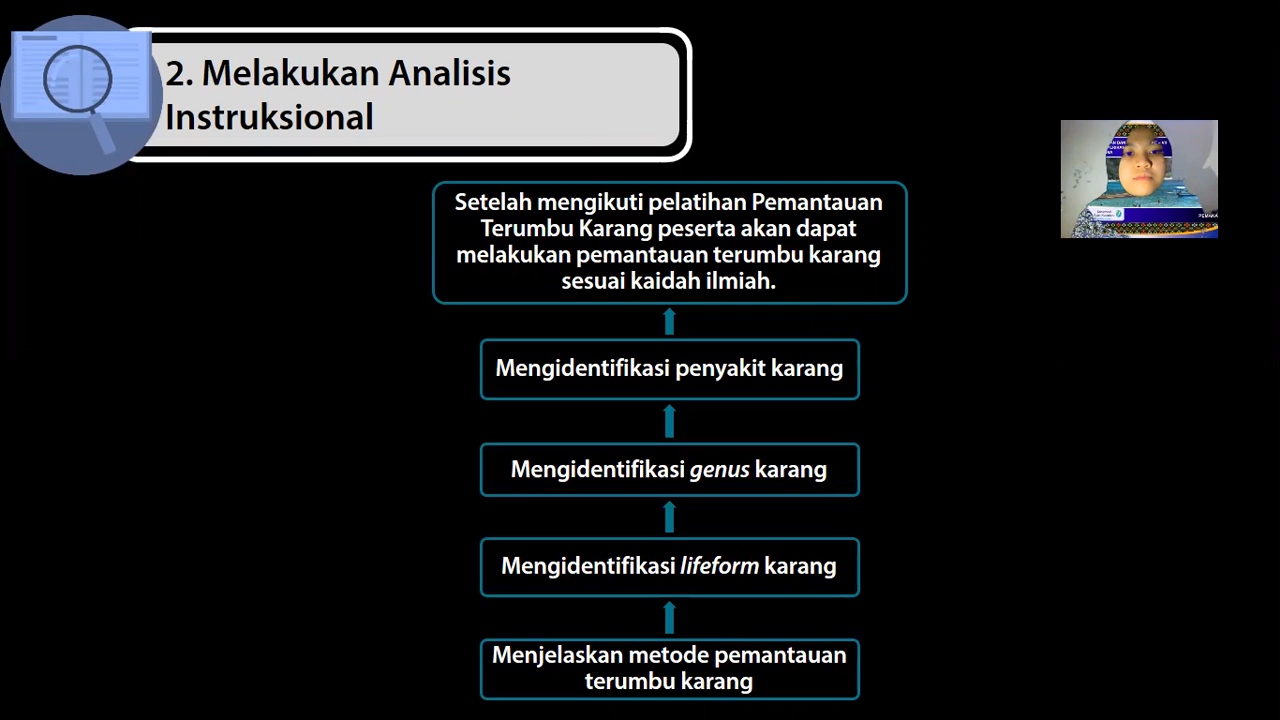 2. Melakukan Analisis
Instruksional
Setelah mengikuti pelatihan Pemantauan
Terumbu Karang peserta akan dapat
melakukan pemantauan terumbu karang
sesuai kaidah ilmiah.
Mengidentifikasi penyakit karang
Mengidentifikasi genus karang
Mengidentifikasi lifeform karang
Menjelaskan metode pemantauan
terumbu karang